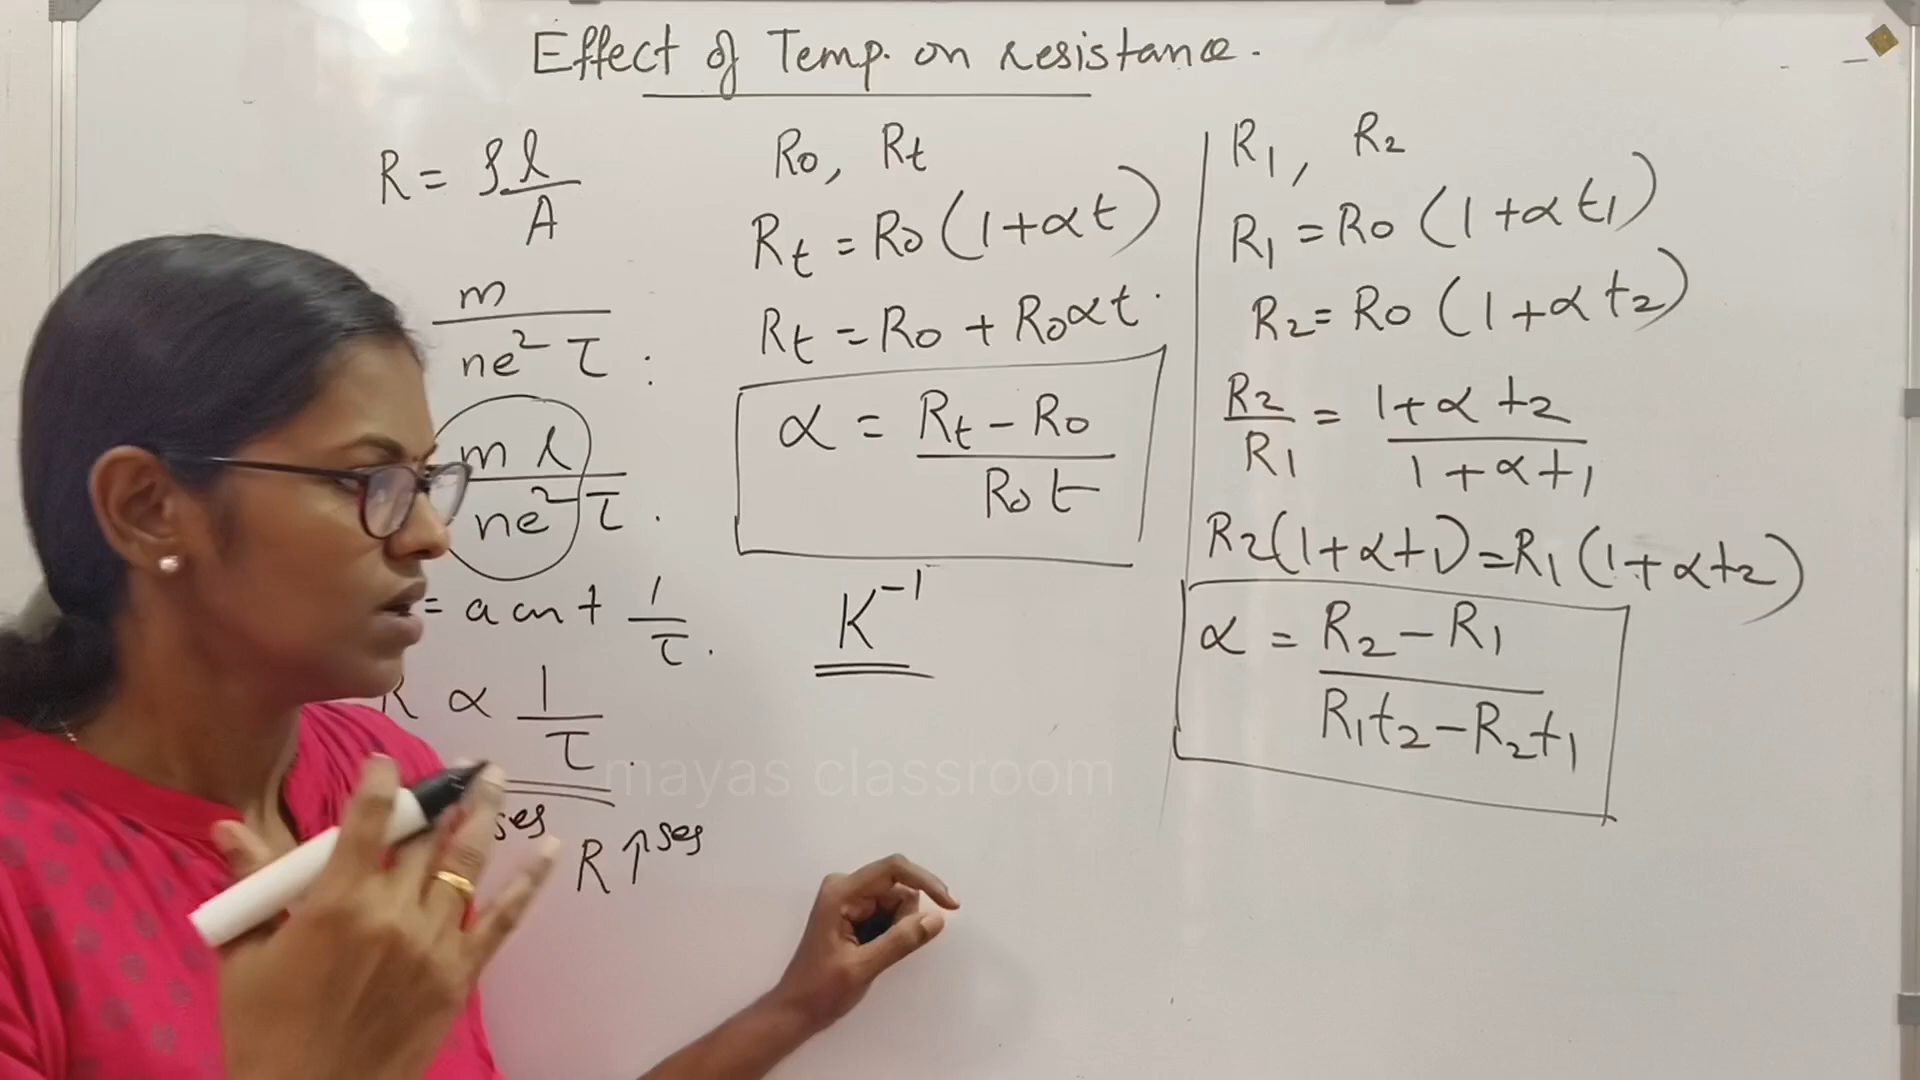 Effect of Temp. on resistance.
R = ρl/A
m/ne²τ :
ml/ne²τ .
= a cont 1/τ .
R ∝ 1/τ .
ses
R ↑ses
R0, Rt
Rt = R0 (1+αt)
Rt = R0 + R0αt .
α = Rt - R0 / R0t
K⁻¹
R1, R2
R1 = R0 (1+αt1)
R2 = R0 (1+αt2)
R2/R1 = 1+αt2 / 1+αt1
R2(1+αt1) = R1(1+αt2)
α = R2 - R1 / R1t2 - R2t1
mayas classroom